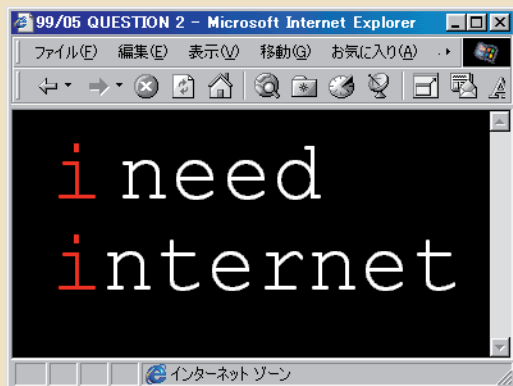 99/05 QUESTION 2 - Microsoft Internet Explorer
ファイル(F) 編集(E) 表示(V) 移動(G) お気に入り(A)
i need
internet
インターネット ゾーン